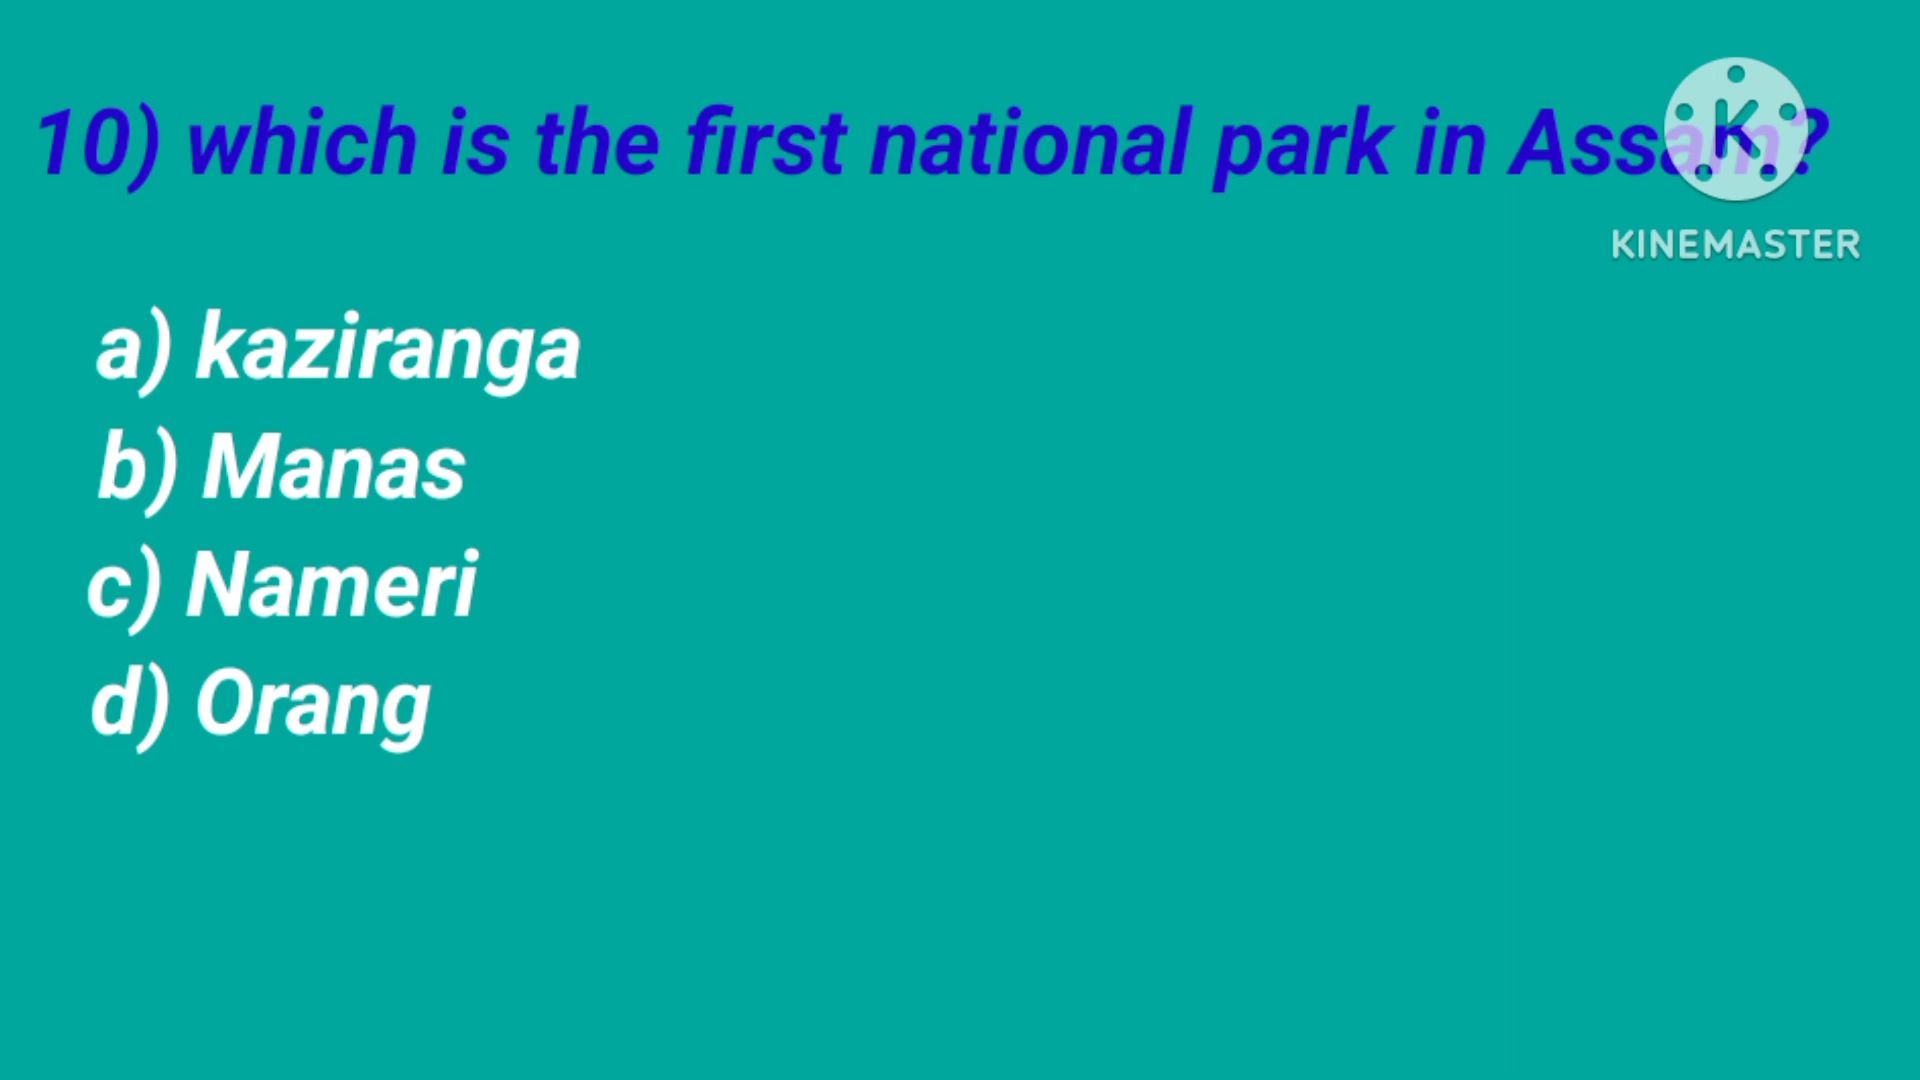 10) which is the first national park in Assam?
K
KINEMASTER
a) kaziranga
b) Manas
c) Nameri
d) Orang